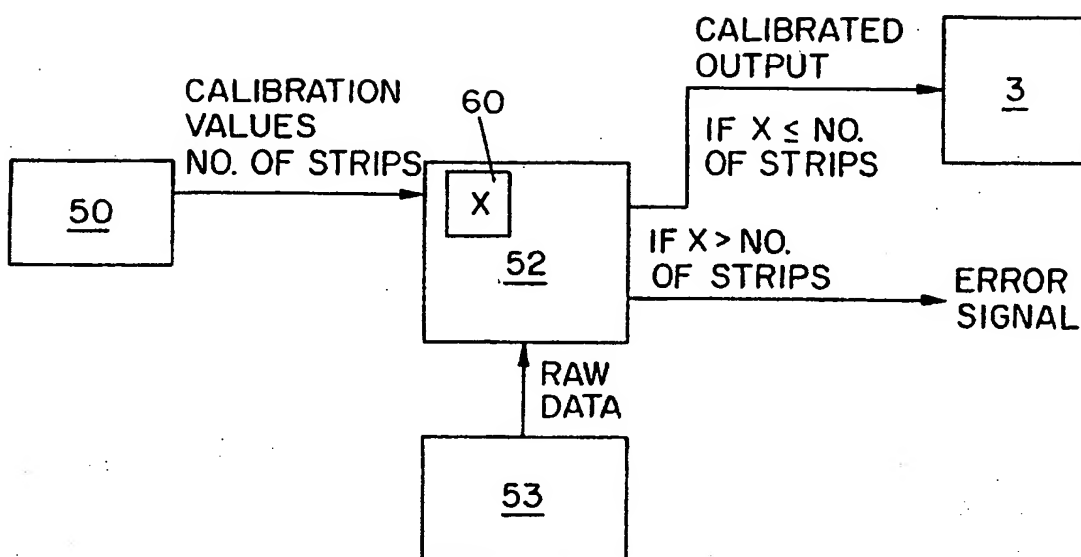 CALIBRATION
VALUES
NO. OF STRIPS
50
60
X
52
CALIBRATED
OUTPUT
IF X ≤ NO.
OF STRIPS
3
IF X > NO.
OF STRIPS
ERROR
SIGNAL
RAW
DATA
53